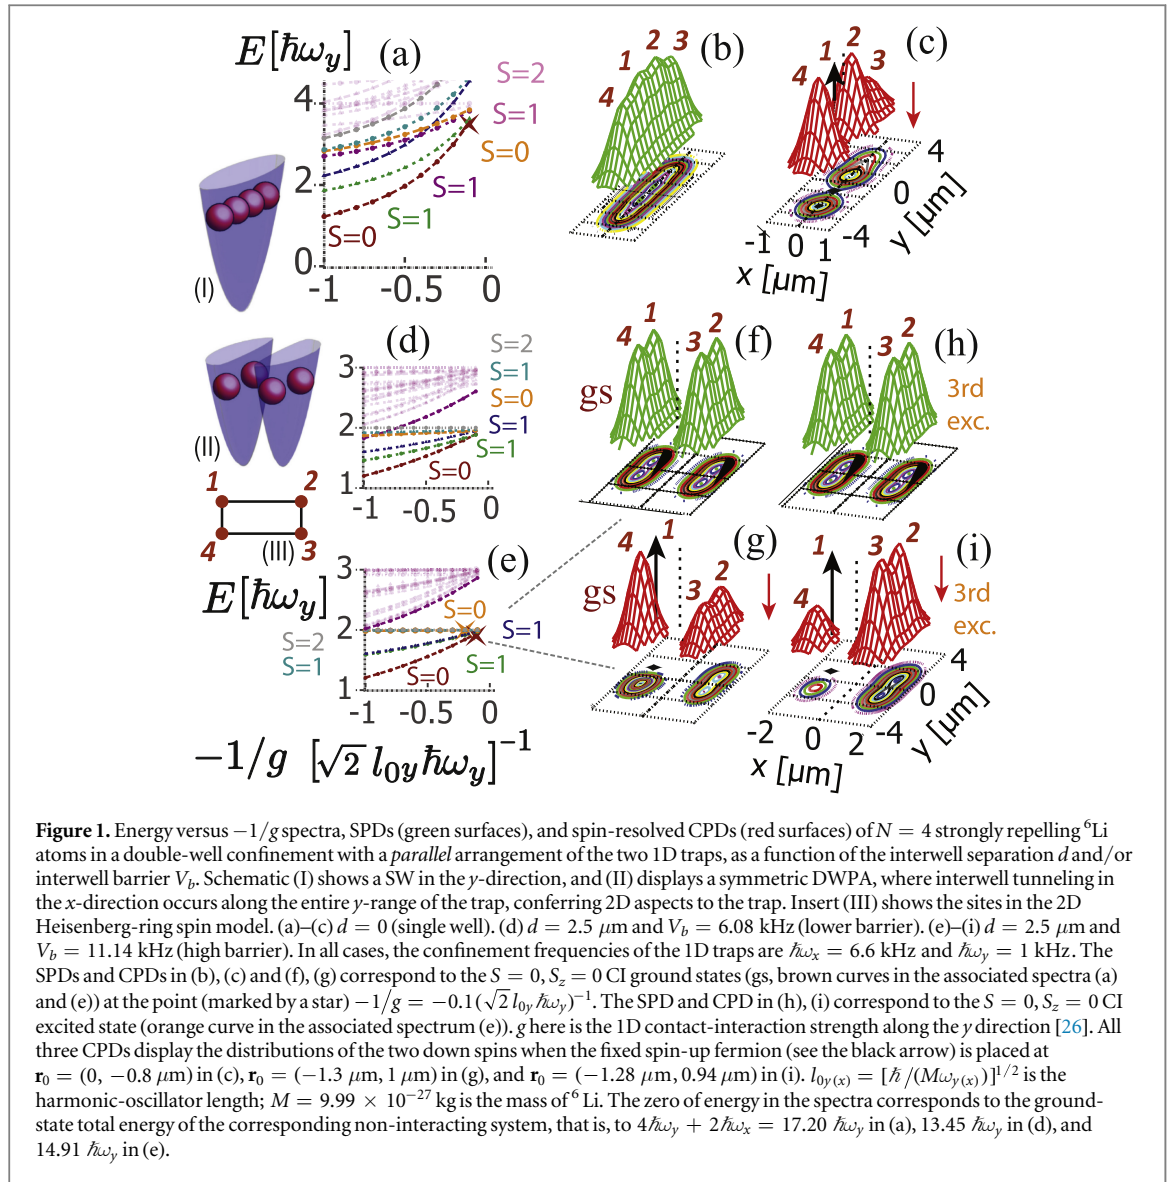 E[ħω_y]
(a)
4
2
0
-1 -0.5 0
S=2
S=1
S=0
S=1
S=1
S=0
(I)
(b)
4 1 2 3
(c)
4 1 2 3
4
0
-4
y [μm]
-1 0 1
x [μm]
(d)
(II)
3
2
1
-1 -0.5 0
S=2
S=1
S=0
S=1
S=1
S=0
1 2
4 (III) 3
(f)
gs
4 1 3 2
(h)
4 1 3 2
3rd
exc.
(e)
E[ħω_y]
3
2
1
-1 -0.5 0
S=0
S=2
S=1
S=1
S=0
S=1
−1/g [√2 l_{0y}ħω_y]^{−1}
(g)
gs
4 1 3 2
(i)
1 4 3 2
3rd
exc.
4
0
-4
y [μm]
-2 0 2
x [μm]
Figure 1. Energy versus −1/g spectra, SPDs (green surfaces), and spin-resolved CPDs (red surfaces) of N = 4 strongly repelling ⁶Li
atoms in a double-well confinement with a parallel arrangement of the two 1D traps, as a function of the interwell separation d and/or
interwell barrier V_b. Schematic (I) shows a SW in the y-direction, and (II) displays a symmetric DWPA, where interwell tunneling in
the x-direction occurs along the entire y-range of the trap, conferring 2D aspects to the trap. Insert (III) shows the sites in the 2D
Heisenberg-ring spin model. (a)–(c) d = 0 (single well). (d) d = 2.5 μm and V_b = 6.08 kHz (lower barrier). (e)–(i) d = 2.5 μm and
V_b = 11.14 kHz (high barrier). In all cases, the confinement frequencies of the 1D traps are ħω_x = 6.6 kHz and ħω_y = 1 kHz. The
SPDs and CPDs in (b), (c) and (f), (g) correspond to the S = 0, S_z = 0 CI ground states (gs, brown curves in the associated spectra (a)
and (e)) at the point (marked by a star) −1/g = −0.1(√2 l_{0y}ħω_y)^{−1}. The SPD and CPD in (h), (i) correspond to the S = 0, S_z = 0 CI
excited state (orange curve in the associated spectrum (e)). g here is the 1D contact-interaction strength along the y direction [26]. All
three CPDs display the distributions of the two down spins when the fixed spin-up fermion (see the black arrow) is placed at
r₀ = (0, −0.8 μm) in (c), r₀ = (−1.3 μm, 1 μm) in (g), and r₀ = (−1.28 μm, 0.94 μm) in (i). l_{0y(x)} = [ħ/(Mω_{y(x)})]^{1/2} is the
harmonic-oscillator length; M = 9.99 × 10^{−27} kg is the mass of ⁶Li. The zero of energy in the spectra corresponds to the ground-
state total energy of the corresponding non-interacting system, that is, to 4ħω_y + 2ħω_x = 17.20 ħω_y in (a), 13.45 ħω_y in (d), and
14.91 ħω_y in (e).